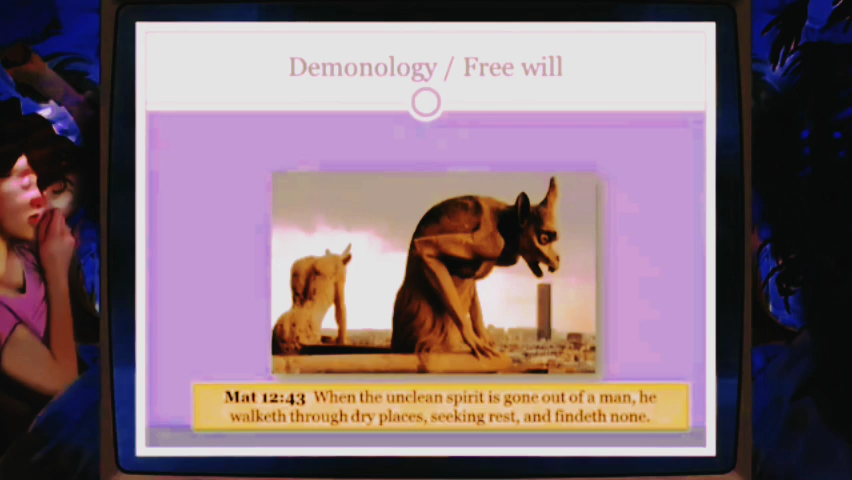 Demonology / Free will
Mat 12:43 When the unclean spirit is gone out of a man, he
walketh through dry places, seeking rest, and findeth none.